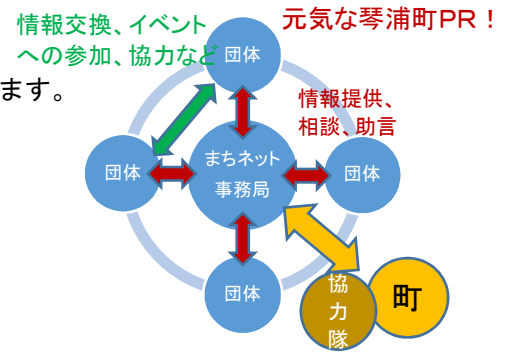 元気な琴浦町PR！
情報交換、イベント
への参加、協力など
ます。
団体
情報提供、
相談、助言
まちネット
事務局
団体
団体
団体
協
力
隊
町